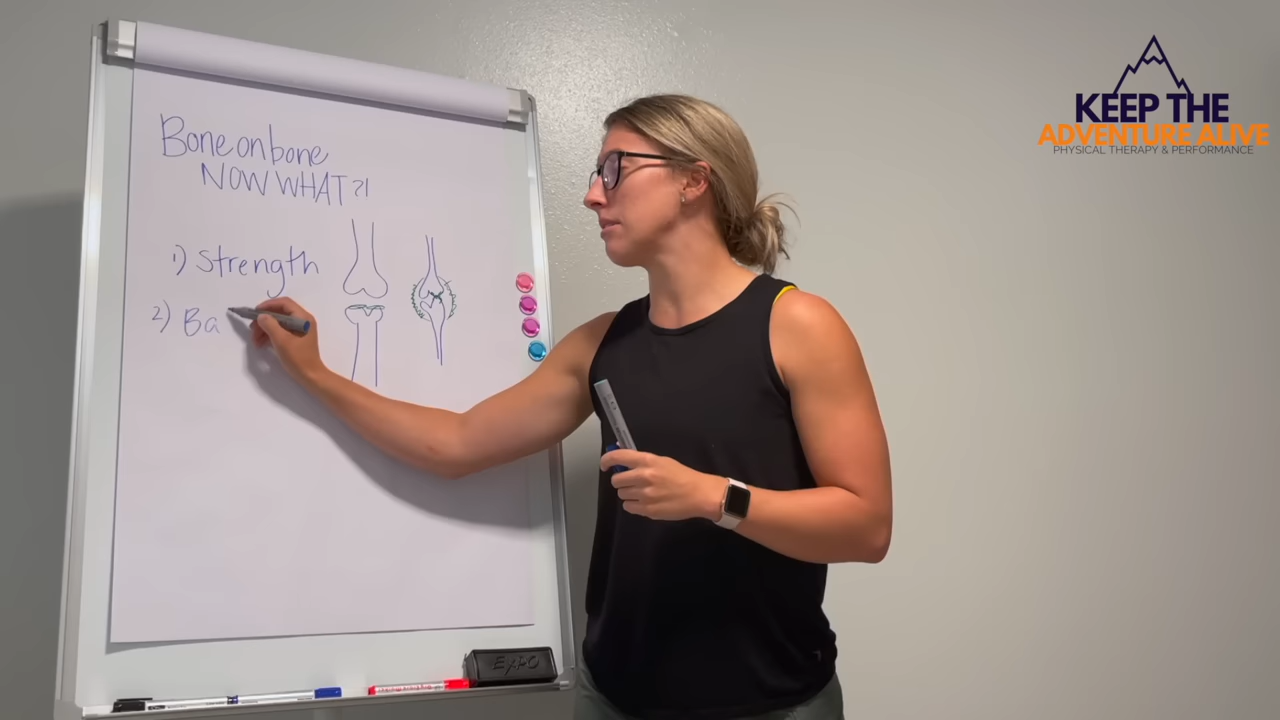 Bone on bone
NOW WHAT?!
1) Strength
2) Ba
EXPO
KEEP THE
ADVENTURE ALIVE
PHYSICAL THERAPY & PERFORMANCE